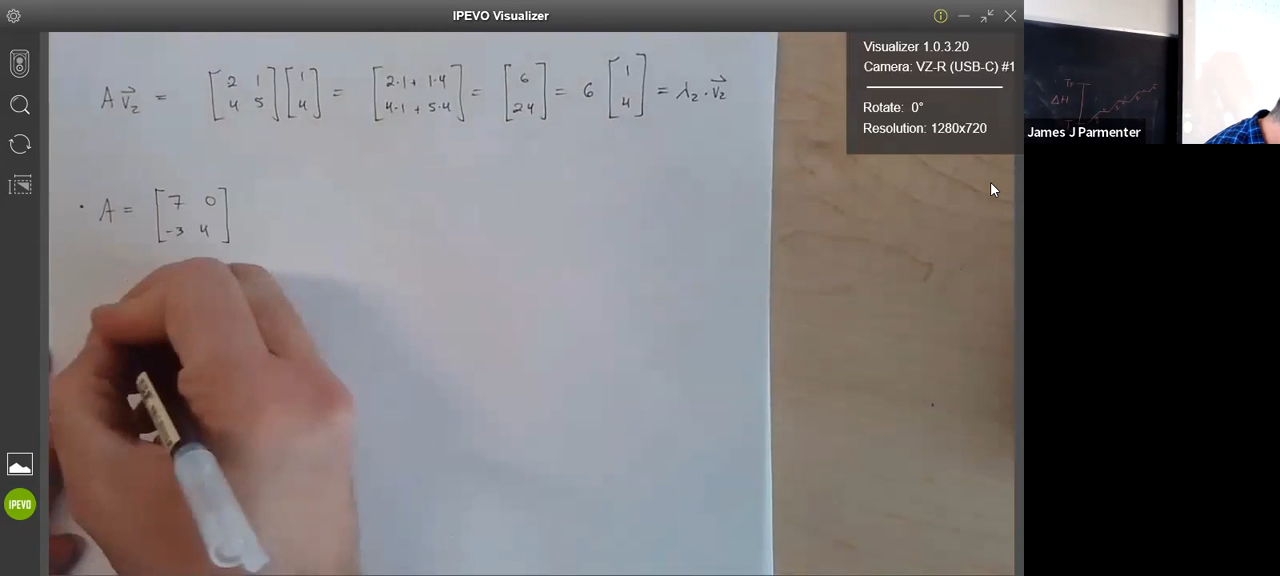 IPEVO Visualizer
Visualizer 1.0.3.20
Camera: VZ-R (USB-C) #1
Rotate: 0°
Resolution: 1280x720
James J Parmenter
A v⃗₂ = [2 1; 4 5] [1; 4] = [2·1 + 1·4; 4·1 + 5·4] = [6; 24] = 6 [1; 4] = λ₂·v⃗₂
· A = [7 0; -3 4]
ΔH
IPEVO